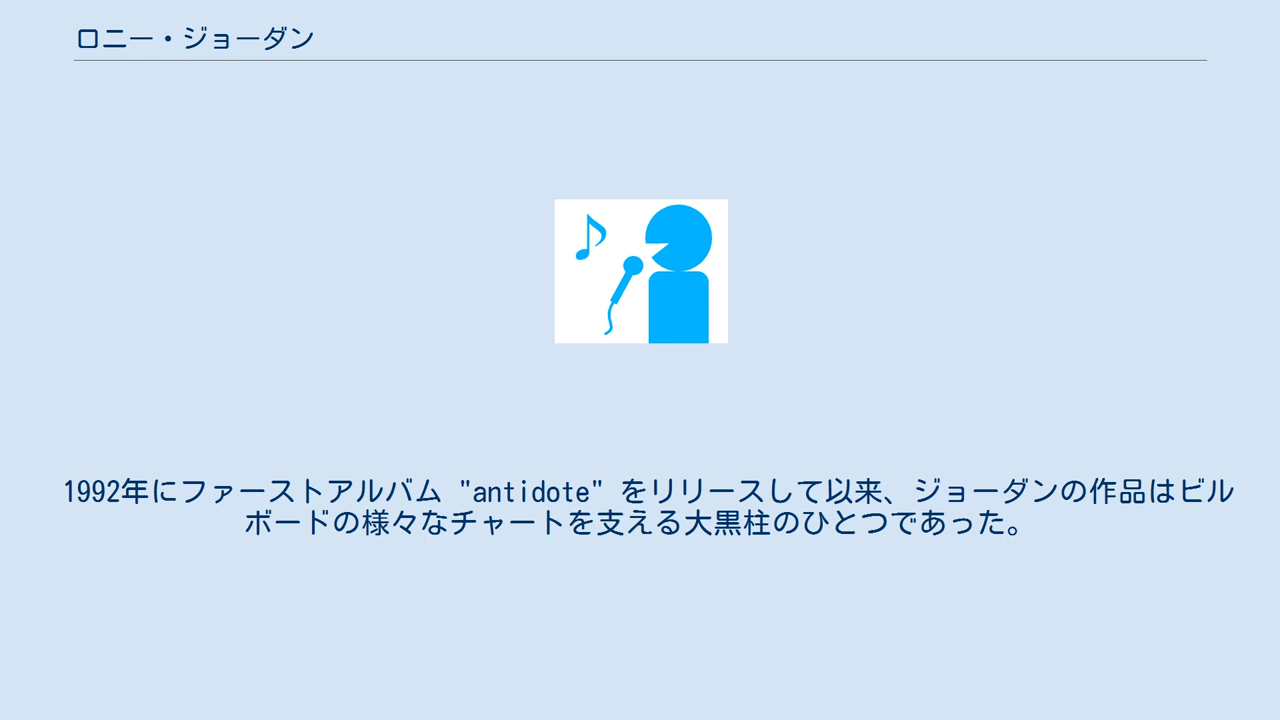 ロニー・ジョーダン
1992年にファーストアルバム "antidote" をリリースして以来、ジョーダンの作品はビル
ボードの様々なチャートを支える大黒柱のひとつであった。